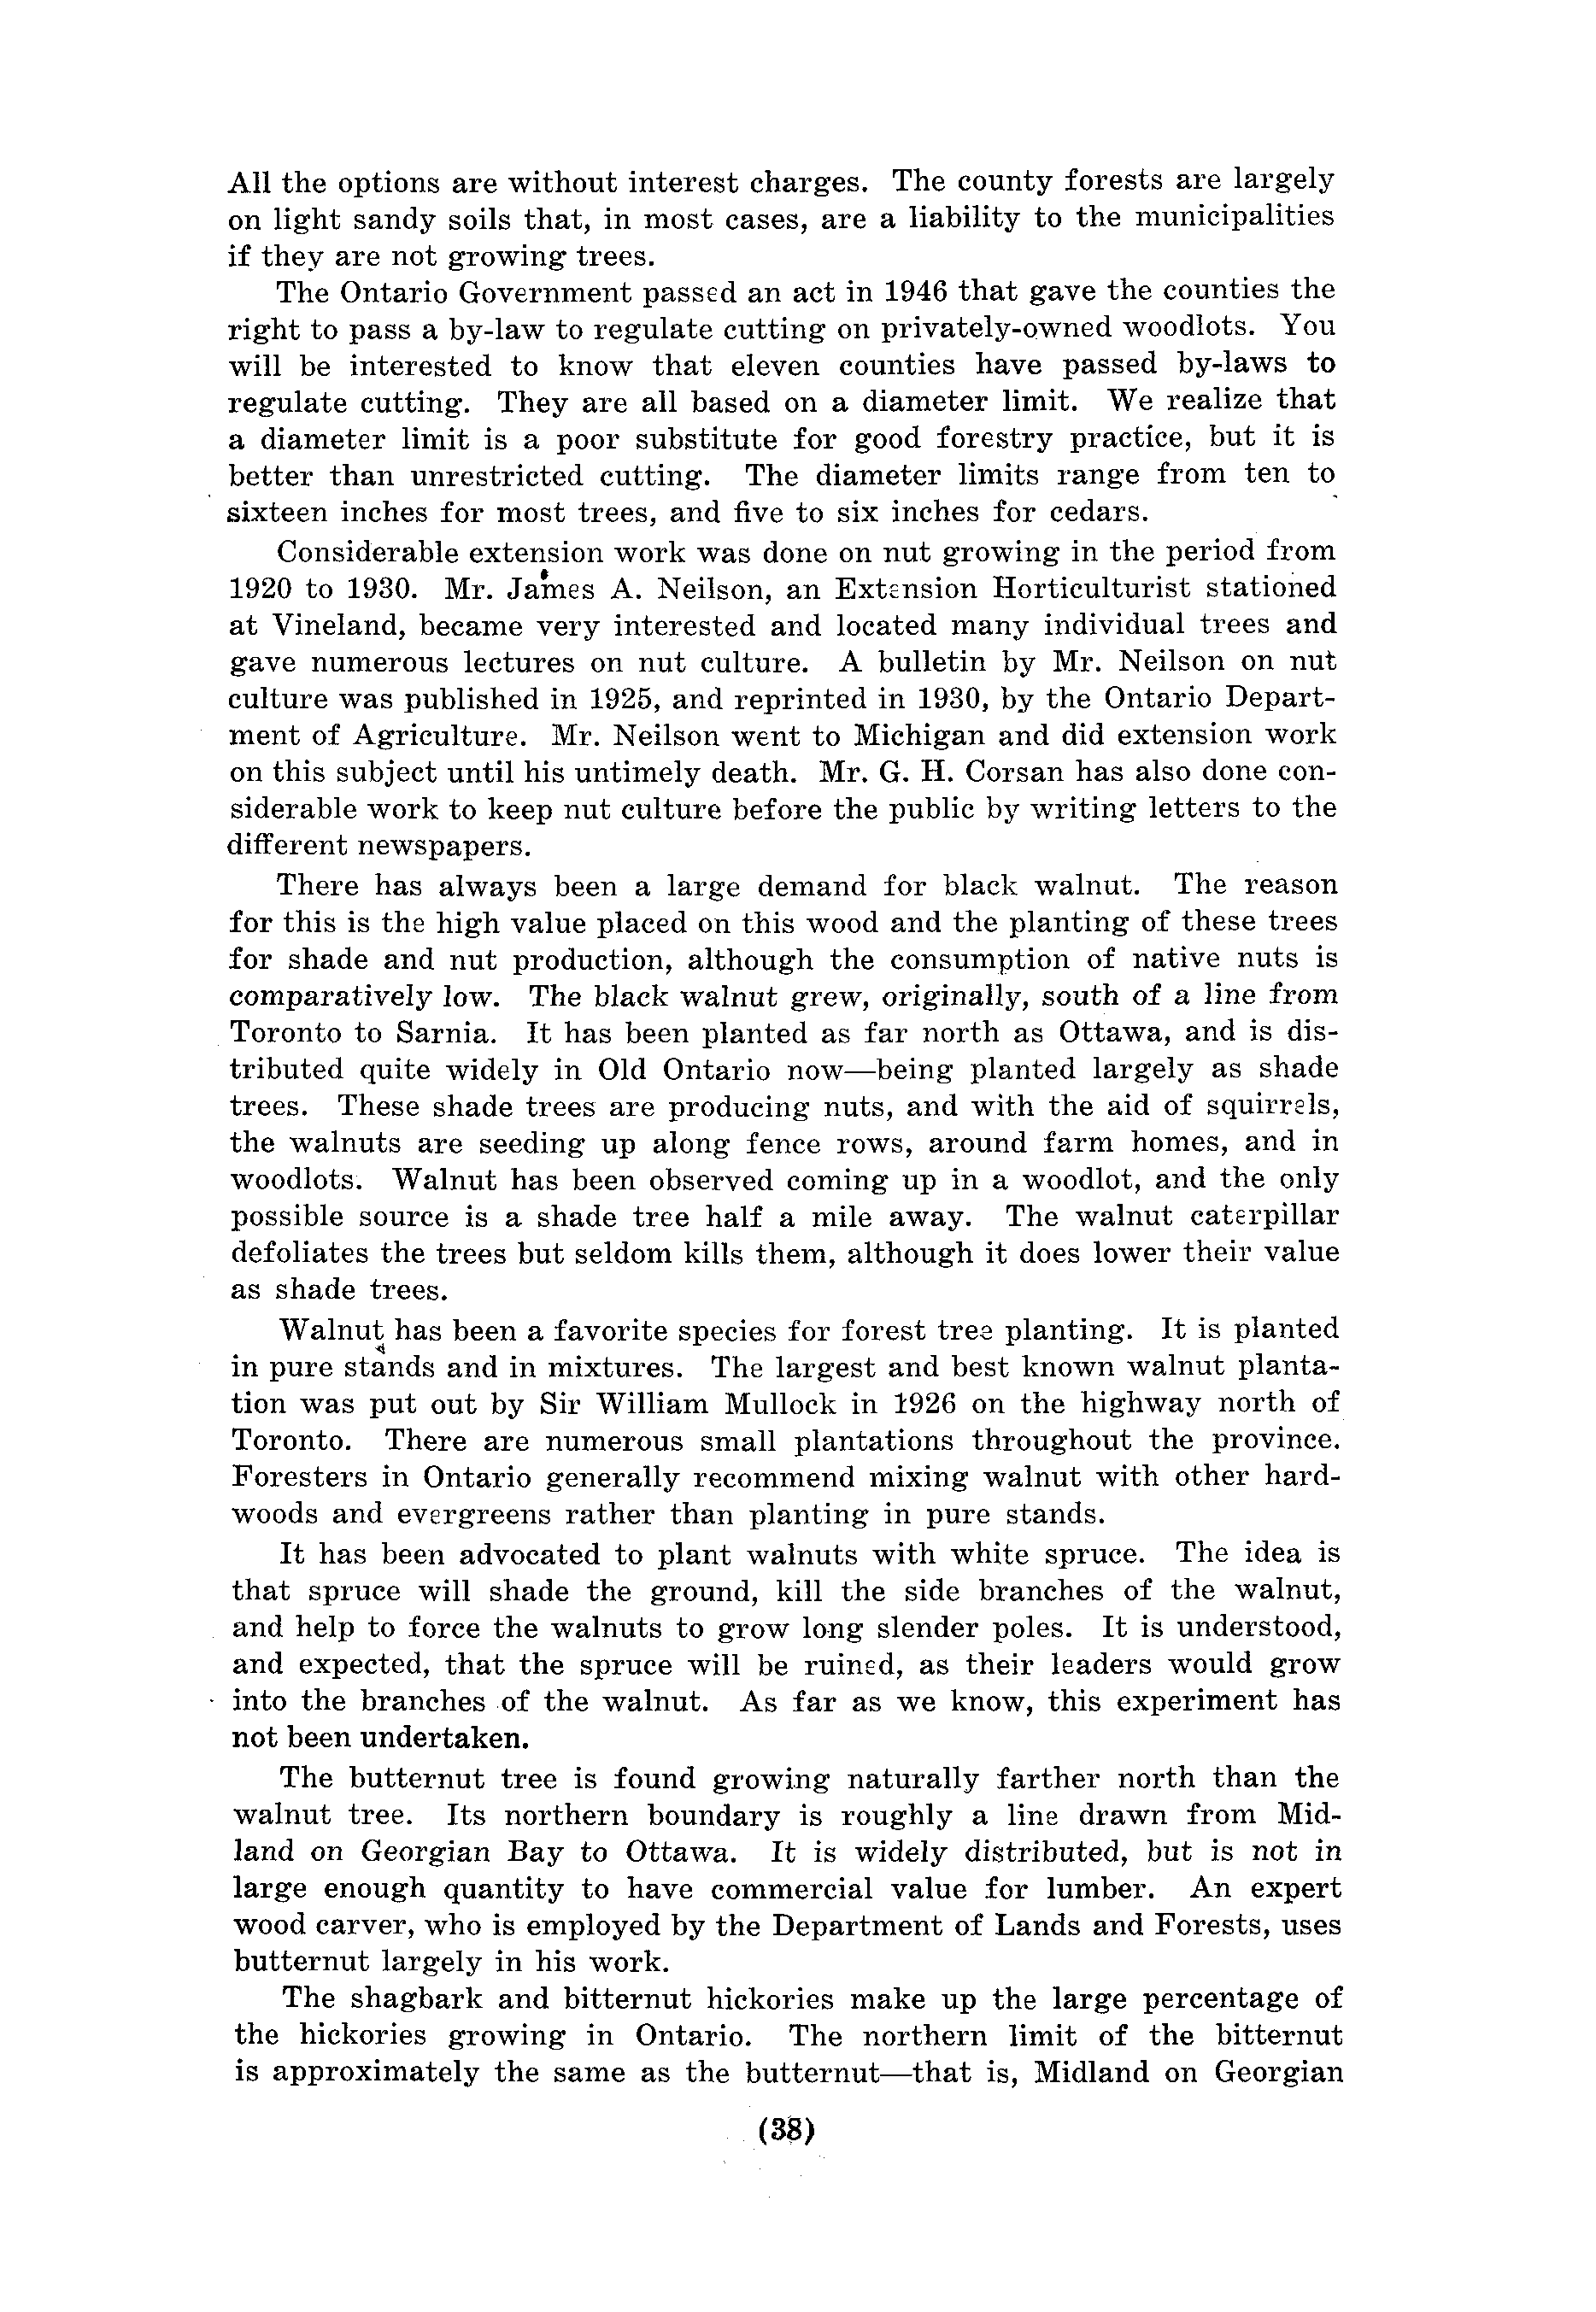 All the options are without interest charges. The county forests are largely
on light sandy soils that, in most cases, are a liability to the municipalities
if they are not growing trees.
The Ontario Government passed an act in 1946 that gave the counties the
right to pass a by-law to regulate cutting on privately-owned woodlots. You
will be interested to know that eleven counties have passed by-laws to
regulate cutting. They are all based on a diameter limit. We realize that
a diameter limit is a poor substitute for good forestry practice, but it is
better than unrestricted cutting. The diameter limits range from ten to
sixteen inches for most trees, and five to six inches for cedars.
Considerable extension work was done on nut growing in the period from
1920 to 1930. Mr. James A. Neilson, an Extension Horticulturist stationed
at Vineland, became very interested and located many individual trees and
gave numerous lectures on nut culture. A bulletin by Mr. Neilson on nut
culture was published in 1925, and reprinted in 1930, by the Ontario Depart-
ment of Agriculture. Mr. Neilson went to Michigan and did extension work
on this subject until his untimely death. Mr. G. H. Corsan has also done con-
siderable work to keep nut culture before the public by writing letters to the
different newspapers.
There has always been a large demand for black walnut. The reason
for this is the high value placed on this wood and the planting of these trees
for shade and nut production, although the consumption of native nuts is
comparatively low. The black walnut grew, originally, south of a line from
Toronto to Sarnia. It has been planted as far north as Ottawa, and is dis-
tributed quite widely in Old Ontario now—being planted largely as shade
trees. These shade trees are producing nuts, and with the aid of squirrels,
the walnuts are seeding up along fence rows, around farm homes, and in
woodlots. Walnut has been observed coming up in a woodlot, and the only
possible source is a shade tree half a mile away. The walnut caterpillar
defoliates the trees but seldom kills them, although it does lower their value
as shade trees.
Walnut has been a favorite species for forest tree planting. It is planted
in pure stands and in mixtures. The largest and best known walnut planta-
tion was put out by Sir William Mullock in 1926 on the highway north of
Toronto. There are numerous small plantations throughout the province.
Foresters in Ontario generally recommend mixing walnut with other hard-
woods and evergreens rather than planting in pure stands.
It has been advocated to plant walnuts with white spruce. The idea is
that spruce will shade the ground, kill the side branches of the walnut,
and help to force the walnuts to grow long slender poles. It is understood,
and expected, that the spruce will be ruined, as their leaders would grow
into the branches of the walnut. As far as we know, this experiment has
not been undertaken.
The butternut tree is found growing naturally farther north than the
walnut tree. Its northern boundary is roughly a line drawn from Mid-
land on Georgian Bay to Ottawa. It is widely distributed, but is not in
large enough quantity to have commercial value for lumber. An expert
wood carver, who is employed by the Department of Lands and Forests, uses
butternut largely in his work.
The shagbark and bitternut hickories make up the large percentage of
the hickories growing in Ontario. The northern limit of the bitternut
is approximately the same as the butternut—that is, Midland on Georgian
(38)